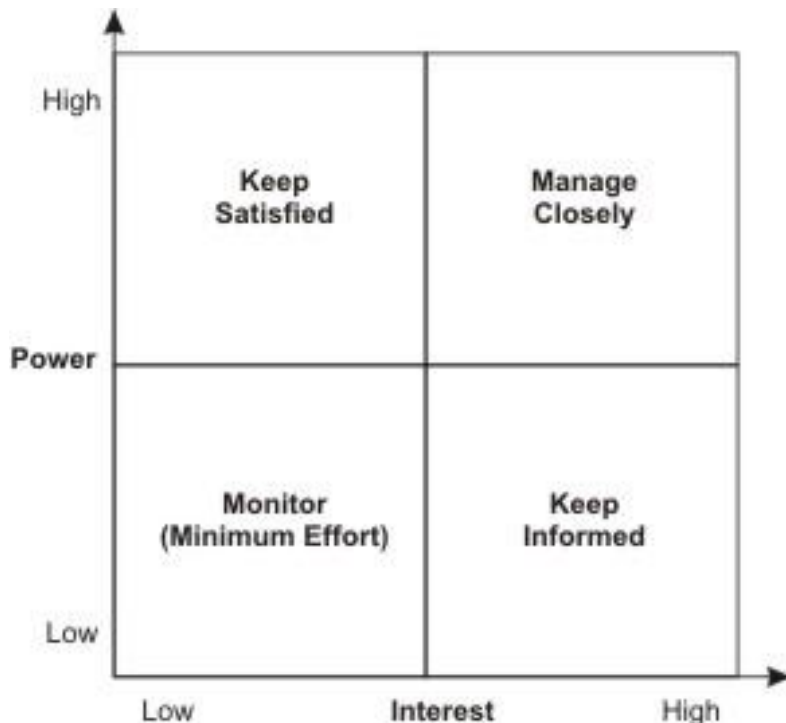 High
Keep
Satisfied
Manage
Closely
Power
Monitor
(Minimum Effort)
Keep
Informed
Low
Low
Interest
High